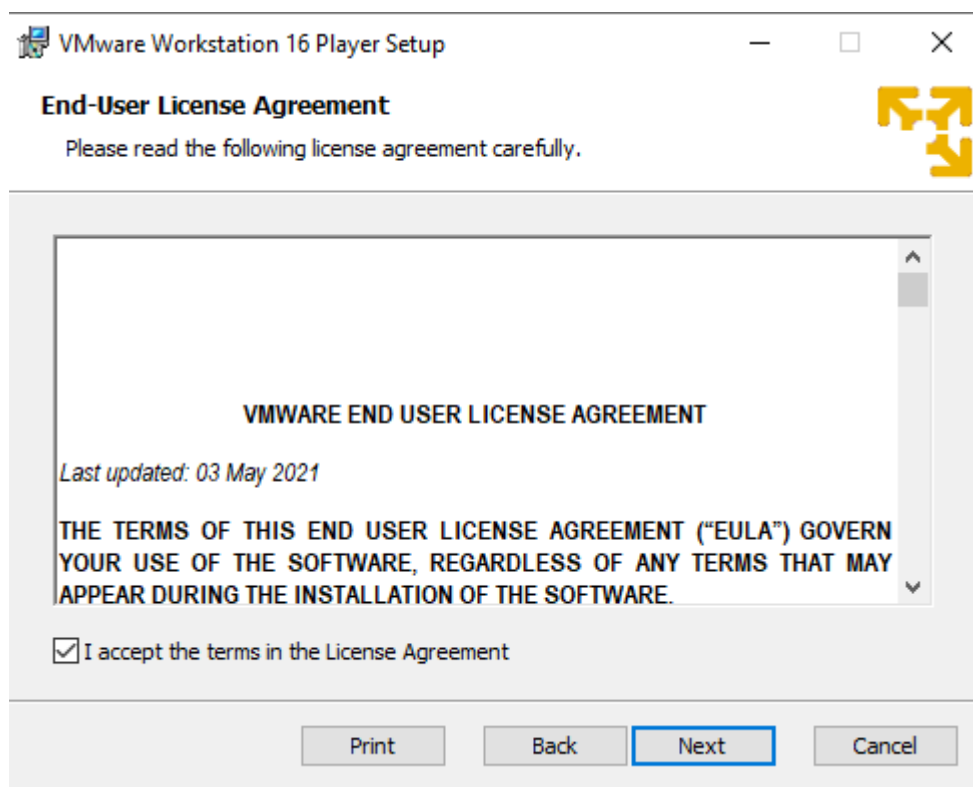 VMware Workstation 16 Player Setup
End-User License Agreement
Please read the following license agreement carefully.
VMWARE END USER LICENSE AGREEMENT
Last updated: 03 May 2021
THE TERMS OF THIS END USER LICENSE AGREEMENT (“EULA”) GOVERN
YOUR USE OF THE SOFTWARE, REGARDLESS OF ANY TERMS THAT MAY
APPEAR DURING THE INSTALLATION OF THE SOFTWARE.
I accept the terms in the License Agreement
Print Back Next Cancel